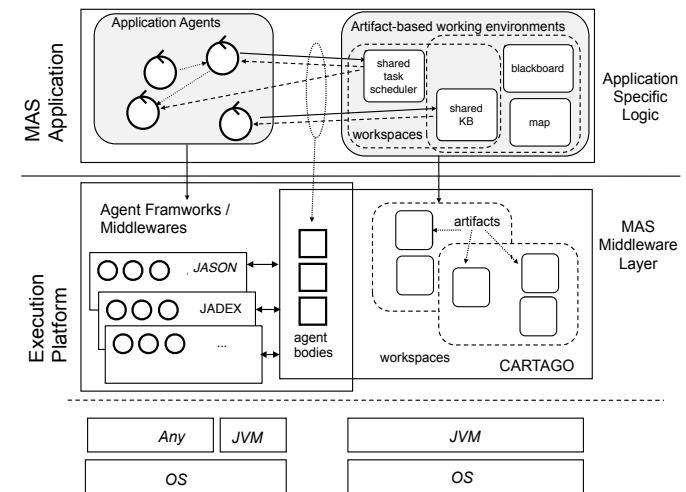 Application Agents
Artifact-based working environments
shared
task
scheduler
blackboard
shared
KB
map
workspaces
MAS
Application
Application
Specific
Logic
Agent Framworks /
Middlewares
JASON
JADEX
...
agent
bodies
artifacts
workspaces
CARTAGO
MAS
Middleware
Layer
Execution
Platform
Any
JVM
JVM
OS
OS